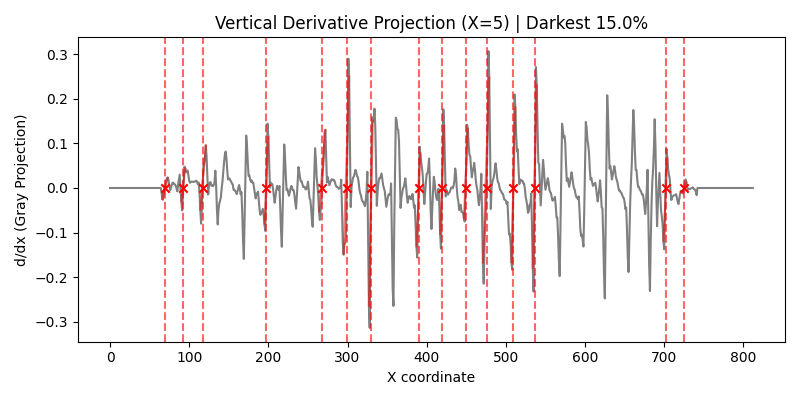 Vertical Derivative Projection (X=5) | Darkest 15.0%
d/dx (Gray Projection)
0.3
0.2
0.1
0.0
−0.1
−0.2
−0.3
0 100 200 300 400 500 600 700 800
X coordinate